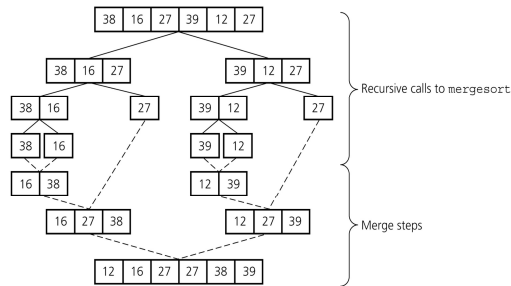 38 16 27 39 12 27
38 16 27 39 12 27
Recursive calls to mergesort
38 16 27 39 12 27
38 16 39 12
16 38 12 39
16 27 38 12 27 39
Merge steps
12 16 27 27 38 39